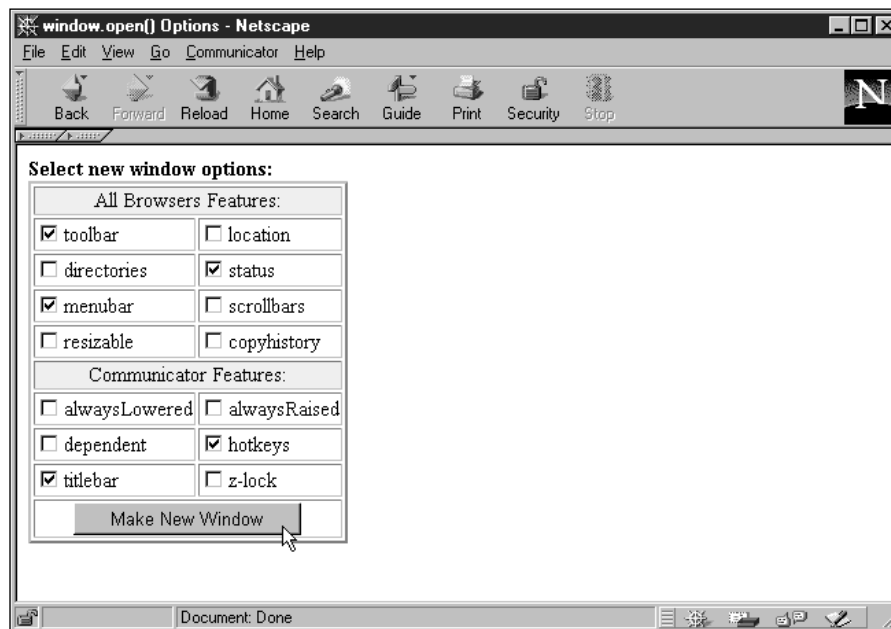 window.open() Options - Netscape
File Edit View Go Communicator Help
Back Forward Reload Home Search Guide Print Security Stop
N
Select new window options:
All Browsers Features:
toolbar location
directories status
menubar scrollbars
resizable copyhistory
Communicator Features:
alwaysLowered alwaysRaised
dependent hotkeys
titlebar z-lock
Make New Window
Document: Done